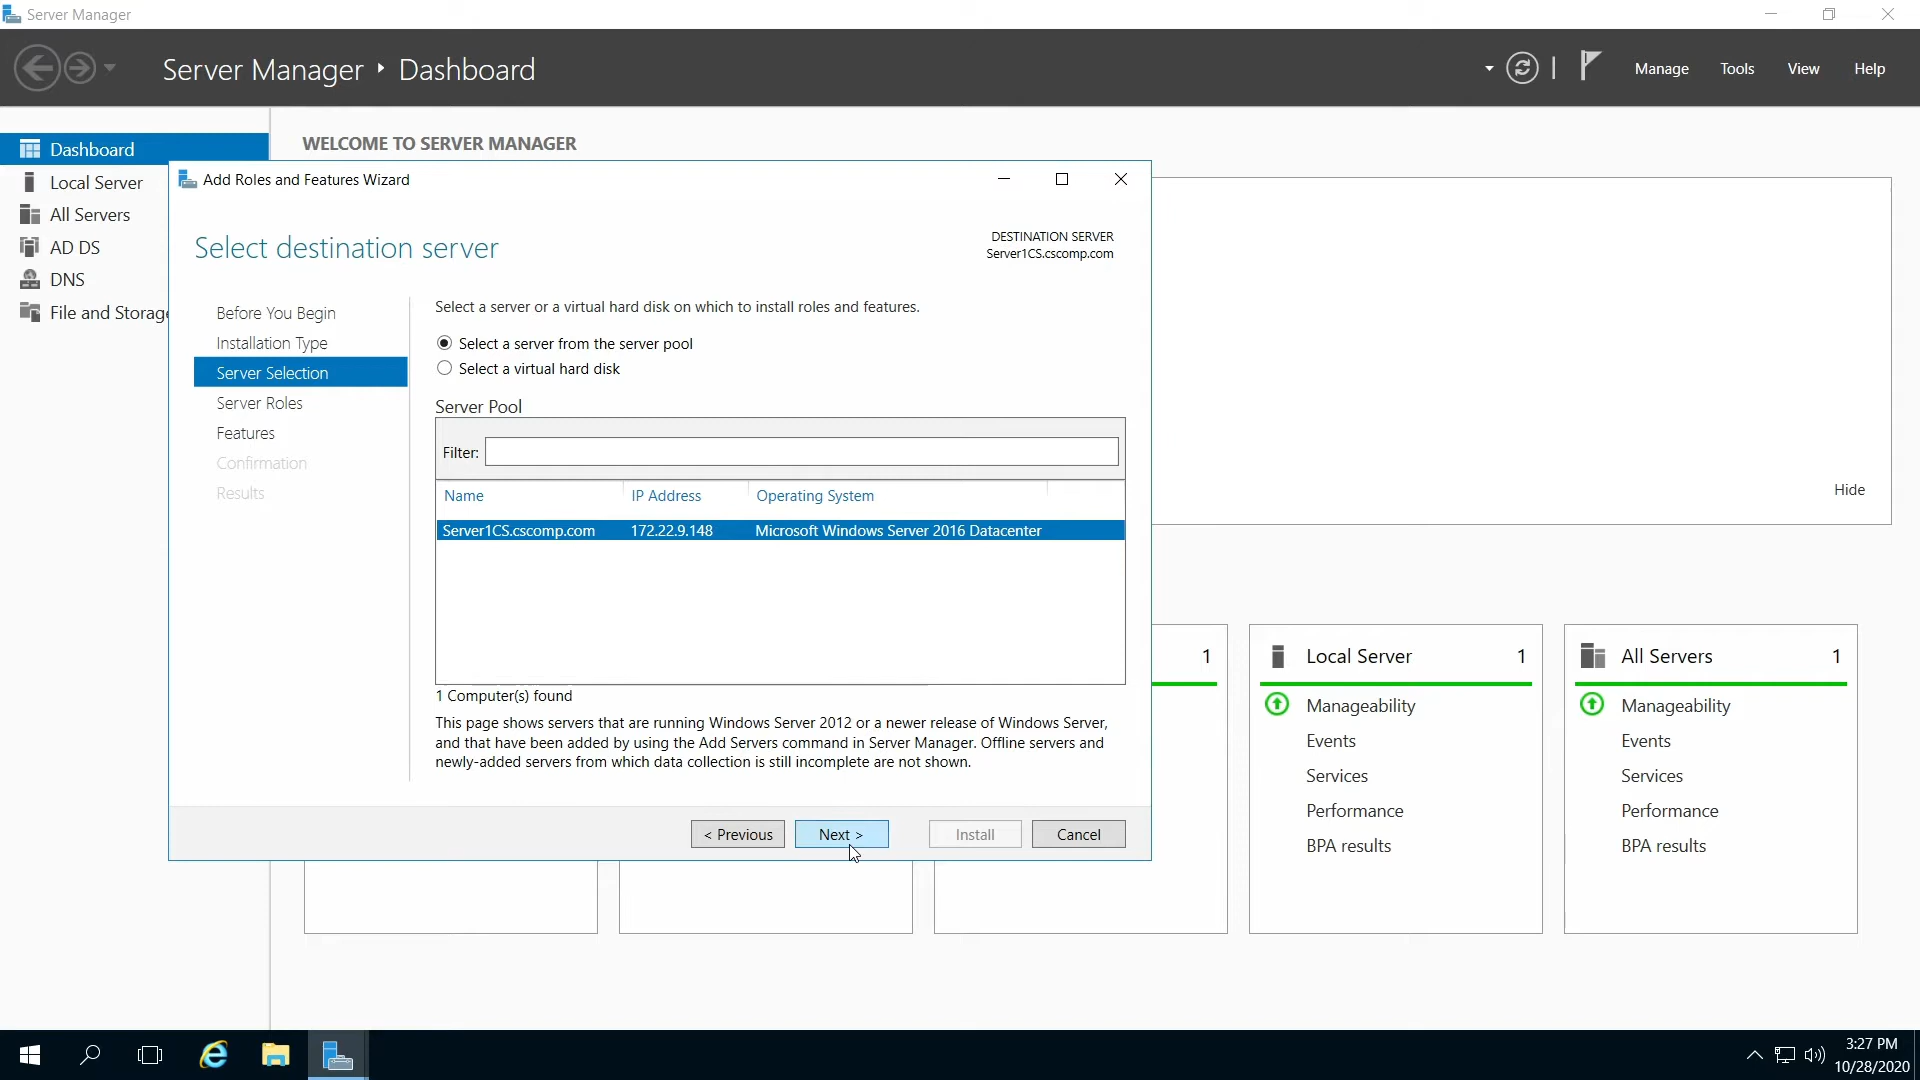 Server Manager
Server Manager ‣ Dashboard
Manage
Tools
View
Help
Dashboard
Local Server
All Servers
AD DS
DNS
File and Storage
WELCOME TO SERVER MANAGER
Hide
Add Roles and Features Wizard
Select destination server
DESTINATION SERVER
Server1CS.cscomp.com
Before You Begin
Installation Type
Server Selection
Server Roles
Features
Confirmation
Results
Select a server or a virtual hard disk on which to install roles and features.
Select a server from the server pool
Select a virtual hard disk
Server Pool
Filter:
Name IP Address Operating System
Server1CS.cscomp.com 172.22.9.148 Microsoft Windows Server 2016 Datacenter
1 Computer(s) found
This page shows servers that are running Windows Server 2012 or a newer release of Windows Server,
and that have been added by using the Add Servers command in Server Manager. Offline servers and
newly-added servers from which data collection is still incomplete are not shown.
< Previous
Next >
Install
Cancel
1
Local Server 1
Manageability
Events
Services
Performance
BPA results
All Servers 1
Manageability
Events
Services
Performance
BPA results
3:27 PM
10/28/2020